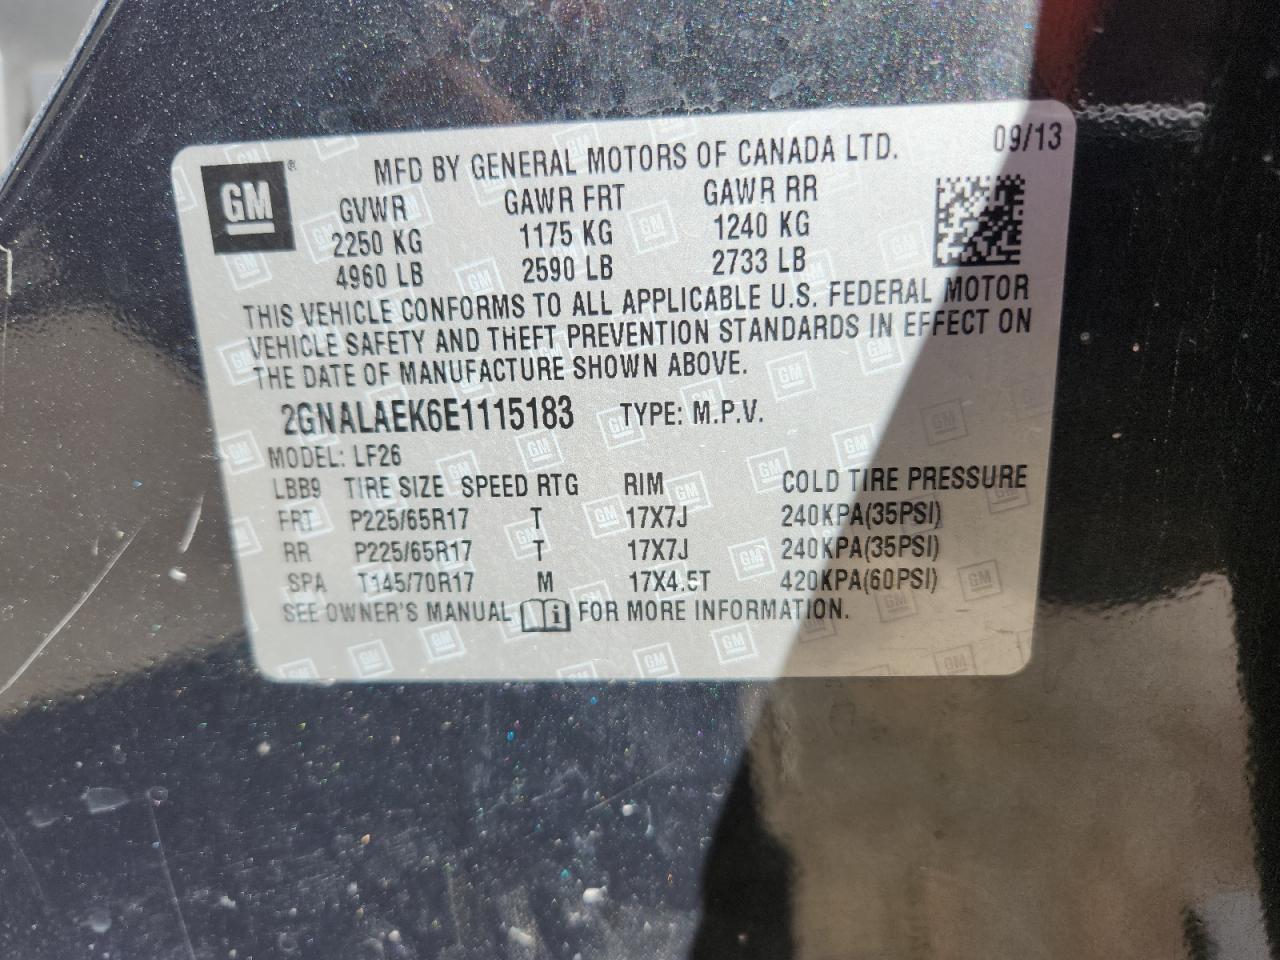 MFD BY GENERAL MOTORS OF CANADA LTD. 09/13
GM ®
GVWR GAWR FRT GAWR RR
2250 KG 1175 KG 1240 KG
4960 LB 2590 LB 2733 LB
THIS VEHICLE CONFORMS TO ALL APPLICABLE U.S. FEDERAL MOTOR
VEHICLE SAFETY AND THEFT PREVENTION STANDARDS IN EFFECT ON
THE DATE OF MANUFACTURE SHOWN ABOVE.
2GNALAEK6E1115183 TYPE: M.P.V.
MODEL: LF26
LBB9 TIRE SIZE SPEED RTG RIM COLD TIRE PRESSURE
FRT P225/65R17 T 17X7J 240KPA(35PSI)
RR P225/65R17 T 17X7J 240KPA(35PSI)
SPA T145/70R17 M 17X4.5T 420KPA(60PSI)
SEE OWNER'S MANUAL i FOR MORE INFORMATION.